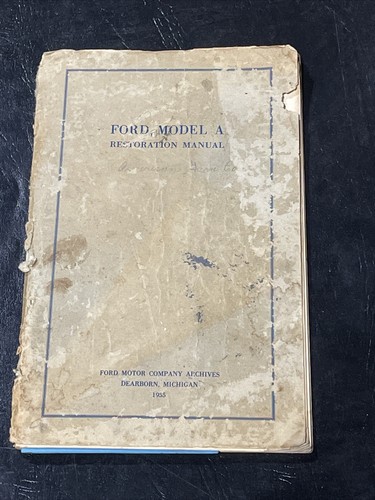 FORD MODEL A
RESTORATION MANUAL
FORD MOTOR COMPANY ARCHIVES
DEARBORN, MICHIGAN
1955